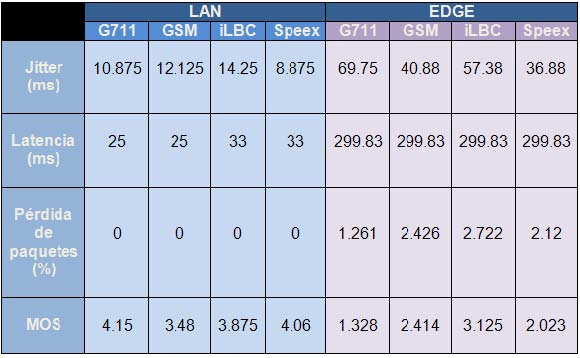 LAN EDGE
G711 GSM iLBC Speex G711 GSM iLBC Speex
Jitter (ms) 10.875 12.125 14.25 8.875 69.75 40.88 57.38 36.88
Latencia (ms) 25 25 33 33 299.83 299.83 299.83 299.83
Pérdida de paquetes (%) 0 0 0 0 1.261 2.426 2.722 2.12
MOS 4.15 3.48 3.875 4.06 1.328 2.414 3.125 2.023